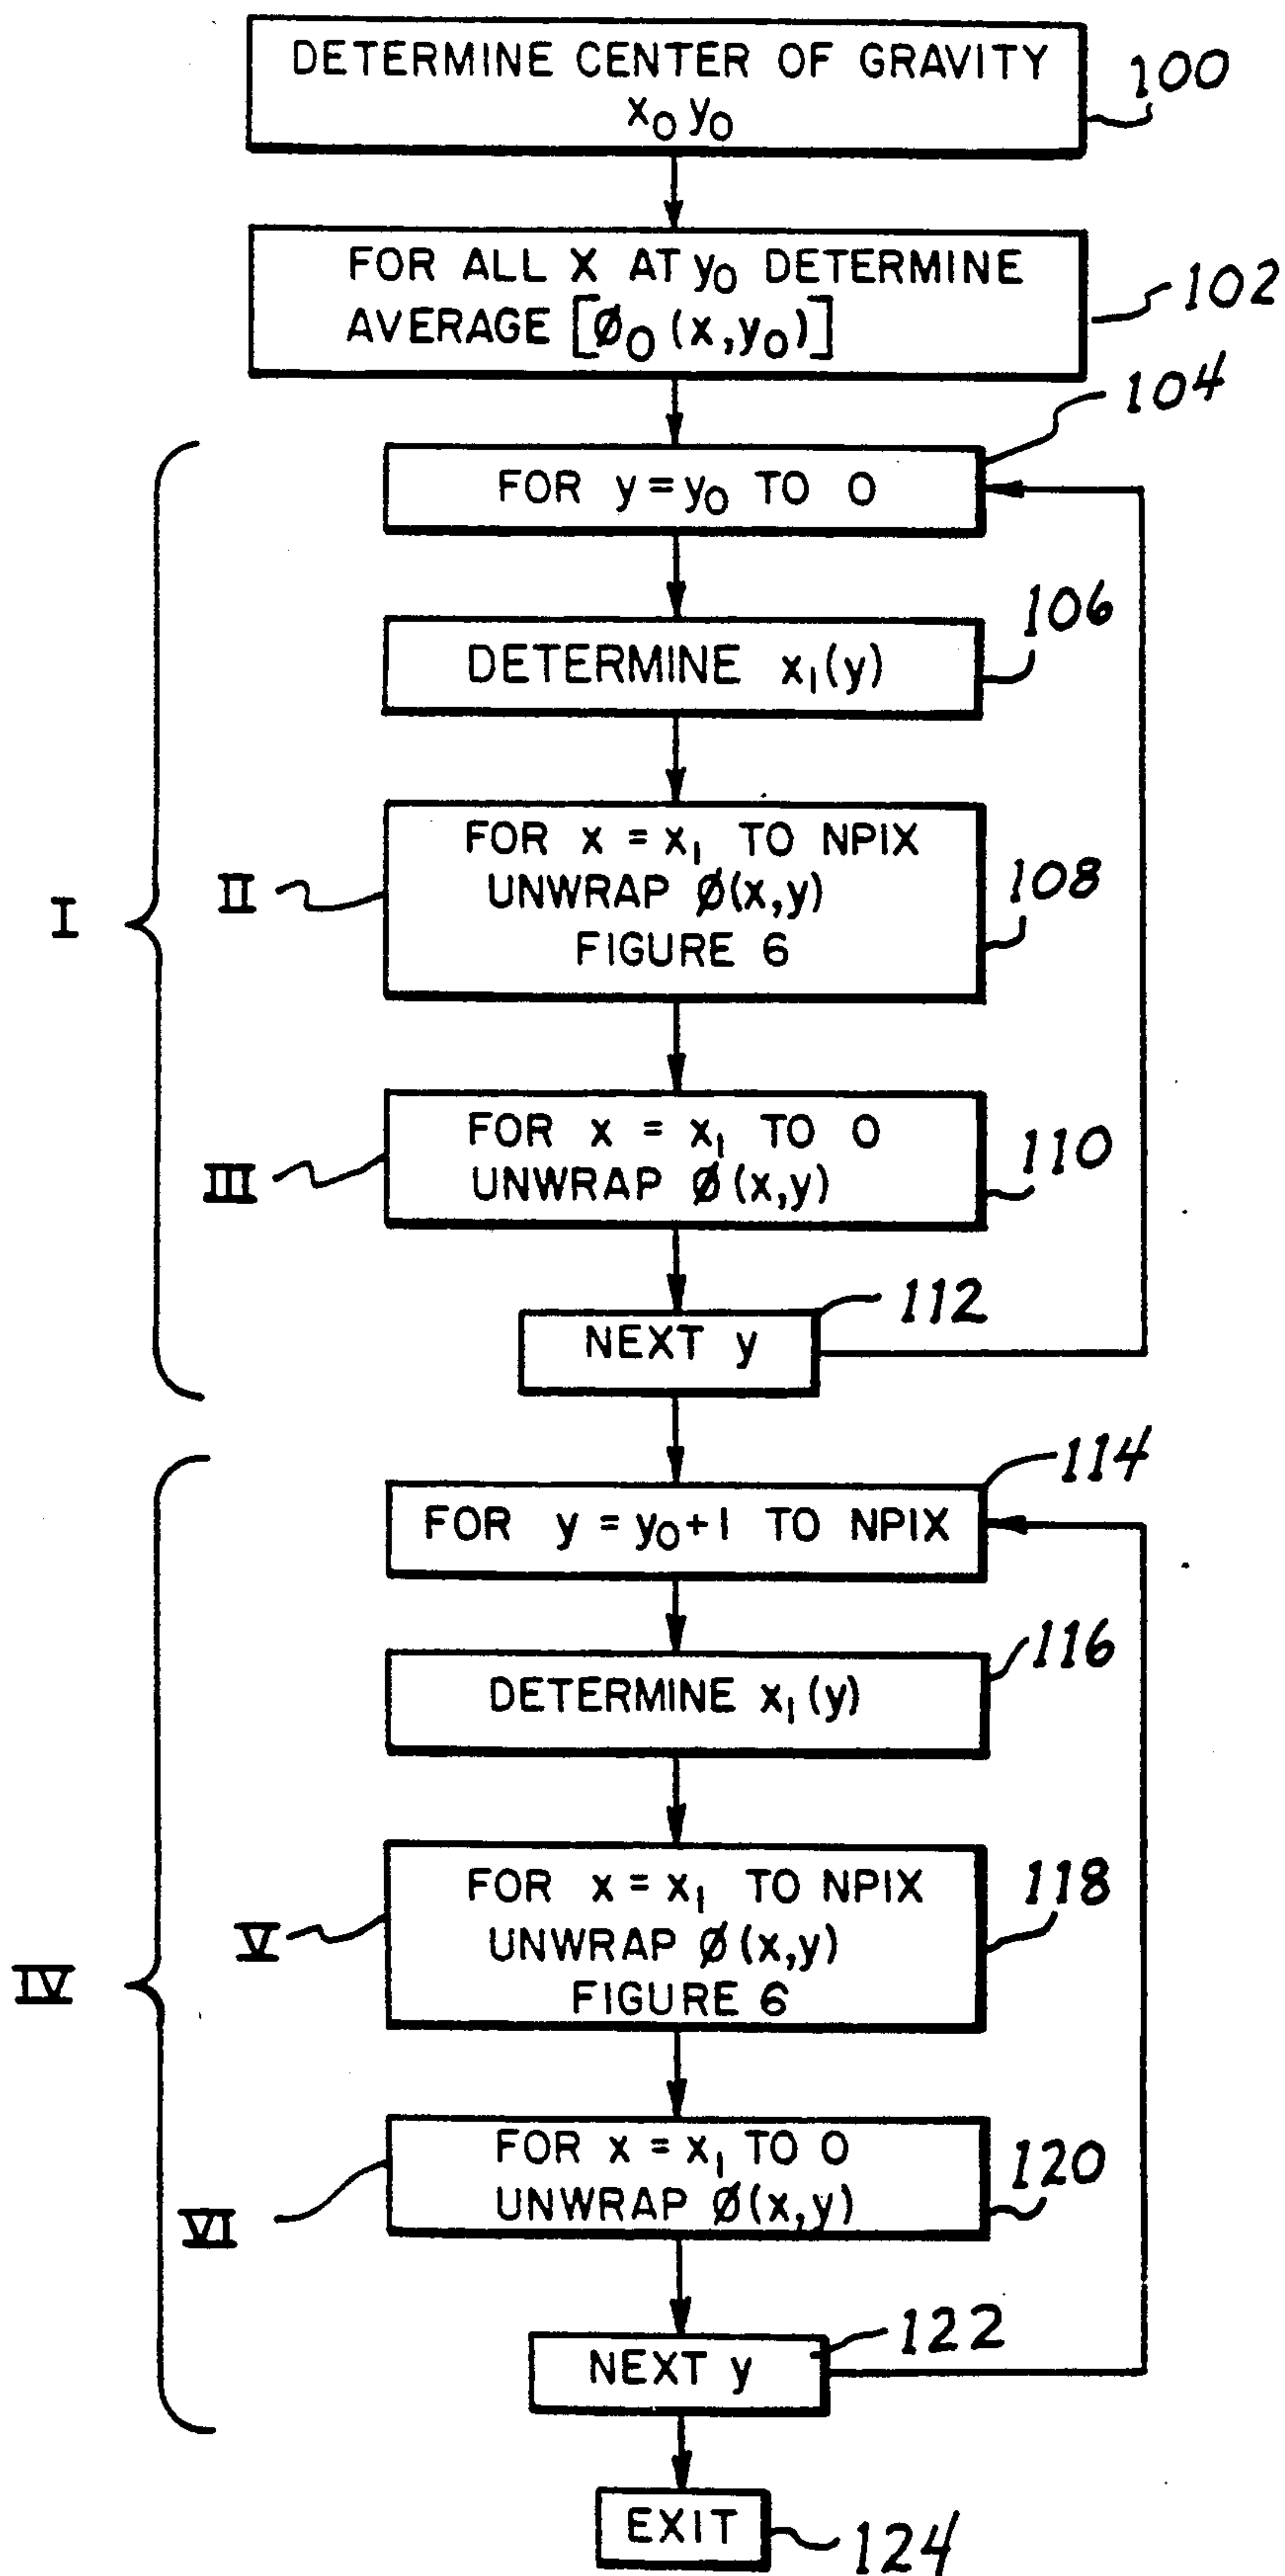 DETERMINE CENTER OF GRAVITY
x₀ y₀
100
FOR ALL X AT y₀ DETERMINE
AVERAGE [ø₀ (x,y₀)]
102
104
FOR y = y₀ TO 0
106
DETERMINE x₁(y)
I
II
FOR x = x₁ TO NPIX
UNWRAP ø(x,y)
FIGURE 6
108
III
FOR x = x₁ TO 0
UNWRAP ø(x,y)
110
112
NEXT y
114
FOR y = y₀+1 TO NPIX
116
DETERMINE x₁(y)
IV
V
FOR x = x₁ TO NPIX
UNWRAP ø(x,y)
FIGURE 6
118
VI
FOR x = x₁ TO 0
UNWRAP ø(x,y)
120
122
NEXT y
EXIT
124